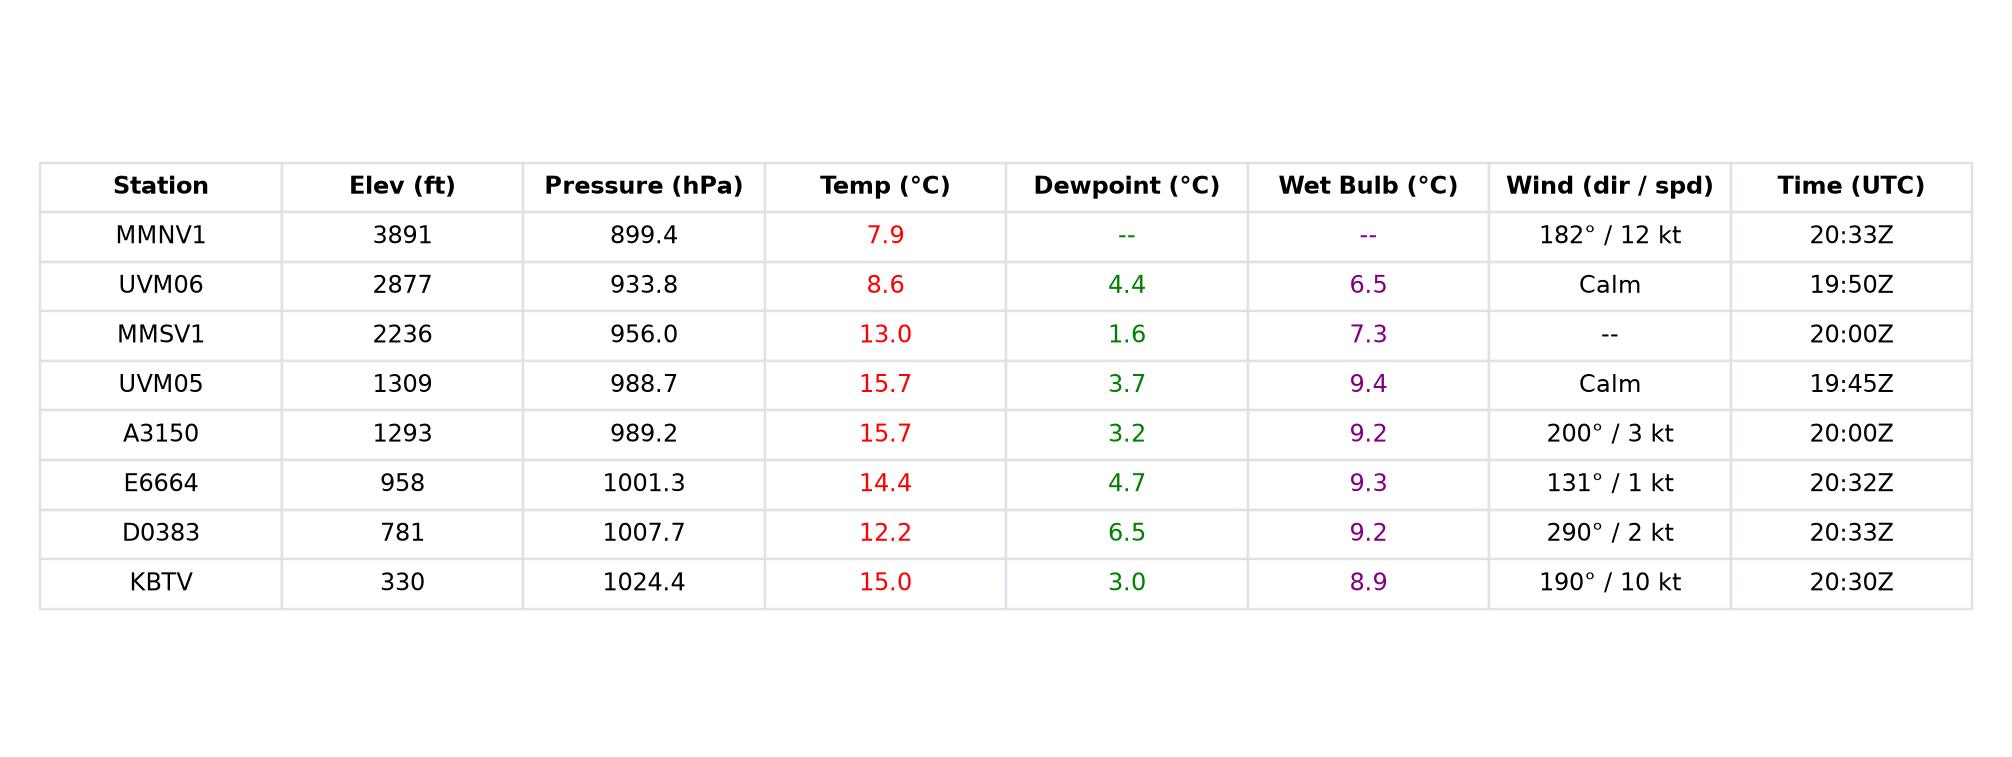 Station Elev (ft) Pressure (hPa) Temp (°C) Dewpoint (°C) Wet Bulb (°C) Wind (dir / spd) Time (UTC)
MMNV1 3891 899.4 7.9 -- -- 182° / 12 kt 20:33Z
UVM06 2877 933.8 8.6 4.4 6.5 Calm 19:50Z
MMSV1 2236 956.0 13.0 1.6 7.3 -- 20:00Z
UVM05 1309 988.7 15.7 3.7 9.4 Calm 19:45Z
A3150 1293 989.2 15.7 3.2 9.2 200° / 3 kt 20:00Z
E6664 958 1001.3 14.4 4.7 9.3 131° / 1 kt 20:32Z
D0383 781 1007.7 12.2 6.5 9.2 290° / 2 kt 20:33Z
KBTV 330 1024.4 15.0 3.0 8.9 190° / 10 kt 20:30Z